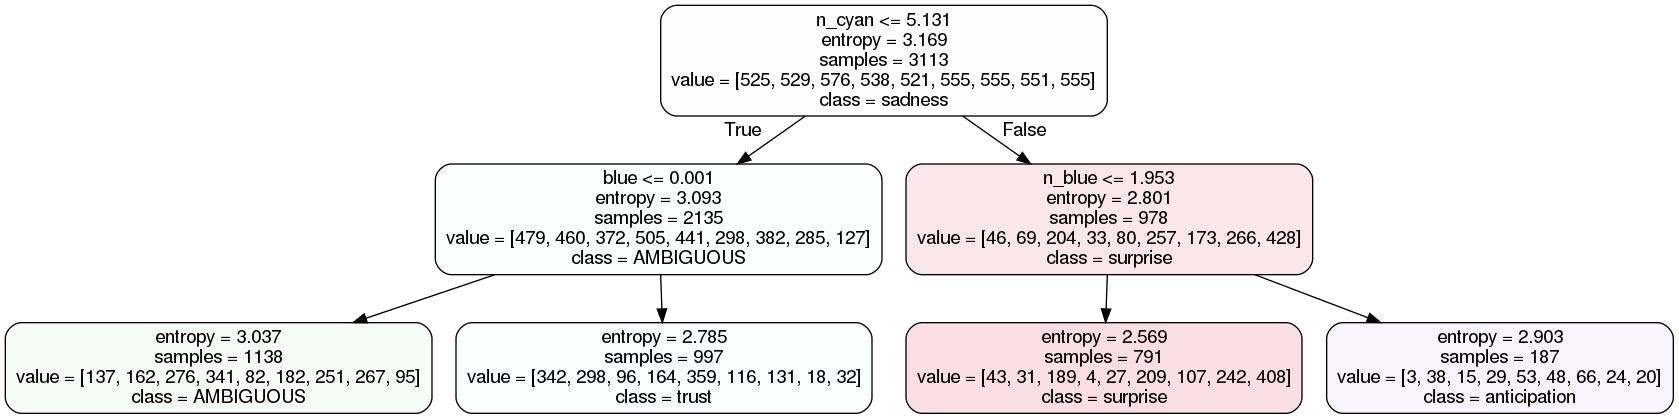 n_cyan <= 5.131
entropy = 3.169
samples = 3113
value = [525, 529, 576, 538, 521, 555, 555, 551, 555]
class = sadness
True
False
blue <= 0.001
entropy = 3.093
samples = 2135
value = [479, 460, 372, 505, 441, 298, 382, 285, 127]
class = AMBIGUOUS
n_blue <= 1.953
entropy = 2.801
samples = 978
value = [46, 69, 204, 33, 80, 257, 173, 266, 428]
class = surprise
entropy = 3.037
samples = 1138
value = [137, 162, 276, 341, 82, 182, 251, 267, 95]
class = AMBIGUOUS
entropy = 2.785
samples = 997
value = [342, 298, 96, 164, 359, 116, 131, 18, 32]
class = trust
entropy = 2.569
samples = 791
value = [43, 31, 189, 4, 27, 209, 107, 242, 408]
class = surprise
entropy = 2.903
samples = 187
value = [3, 38, 15, 29, 53, 48, 66, 24, 20]
class = anticipation